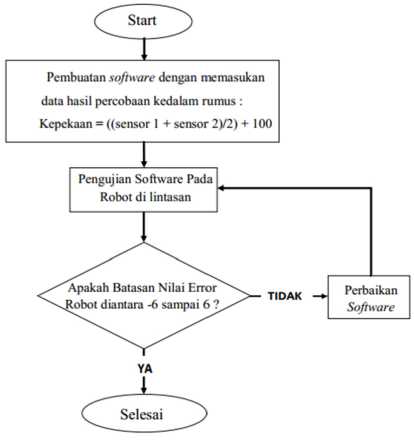 Start
Pembuatan software dengan memasukan
data hasil percobaan kedalam rumus :
Kepekaan = ((sensor 1 + sensor 2)/2) + 100
Pengujian Software Pada
Robot di lintasan
Apakah Batasan Nilai Error
Robot diantara -6 sampai 6 ?
TIDAK
Perbaikan
Software
YA
Selesai